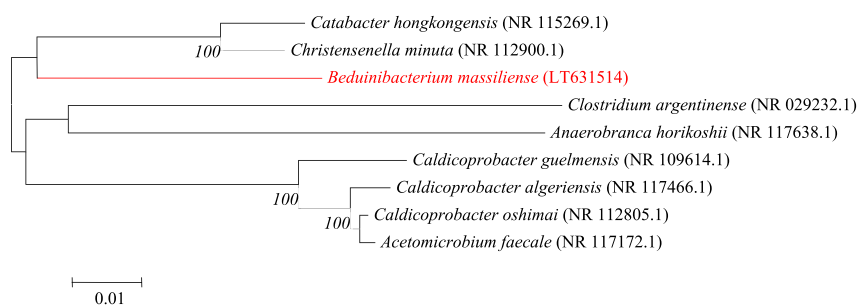 Catabacter hongkongensis (NR 115269.1)
100
Christensenella minuta (NR 112900.1)
Beduinibacterium massiliense (LT631514)
Clostridium argentinense (NR 029232.1)
Anaerobranca horikoshii (NR 117638.1)
Caldicoprobacter guelmensis (NR 109614.1)
100
Caldicoprobacter algeriensis (NR 117466.1)
100
Caldicoprobacter oshimai (NR 112805.1)
Acetomicrobium faecale (NR 117172.1)
0.01